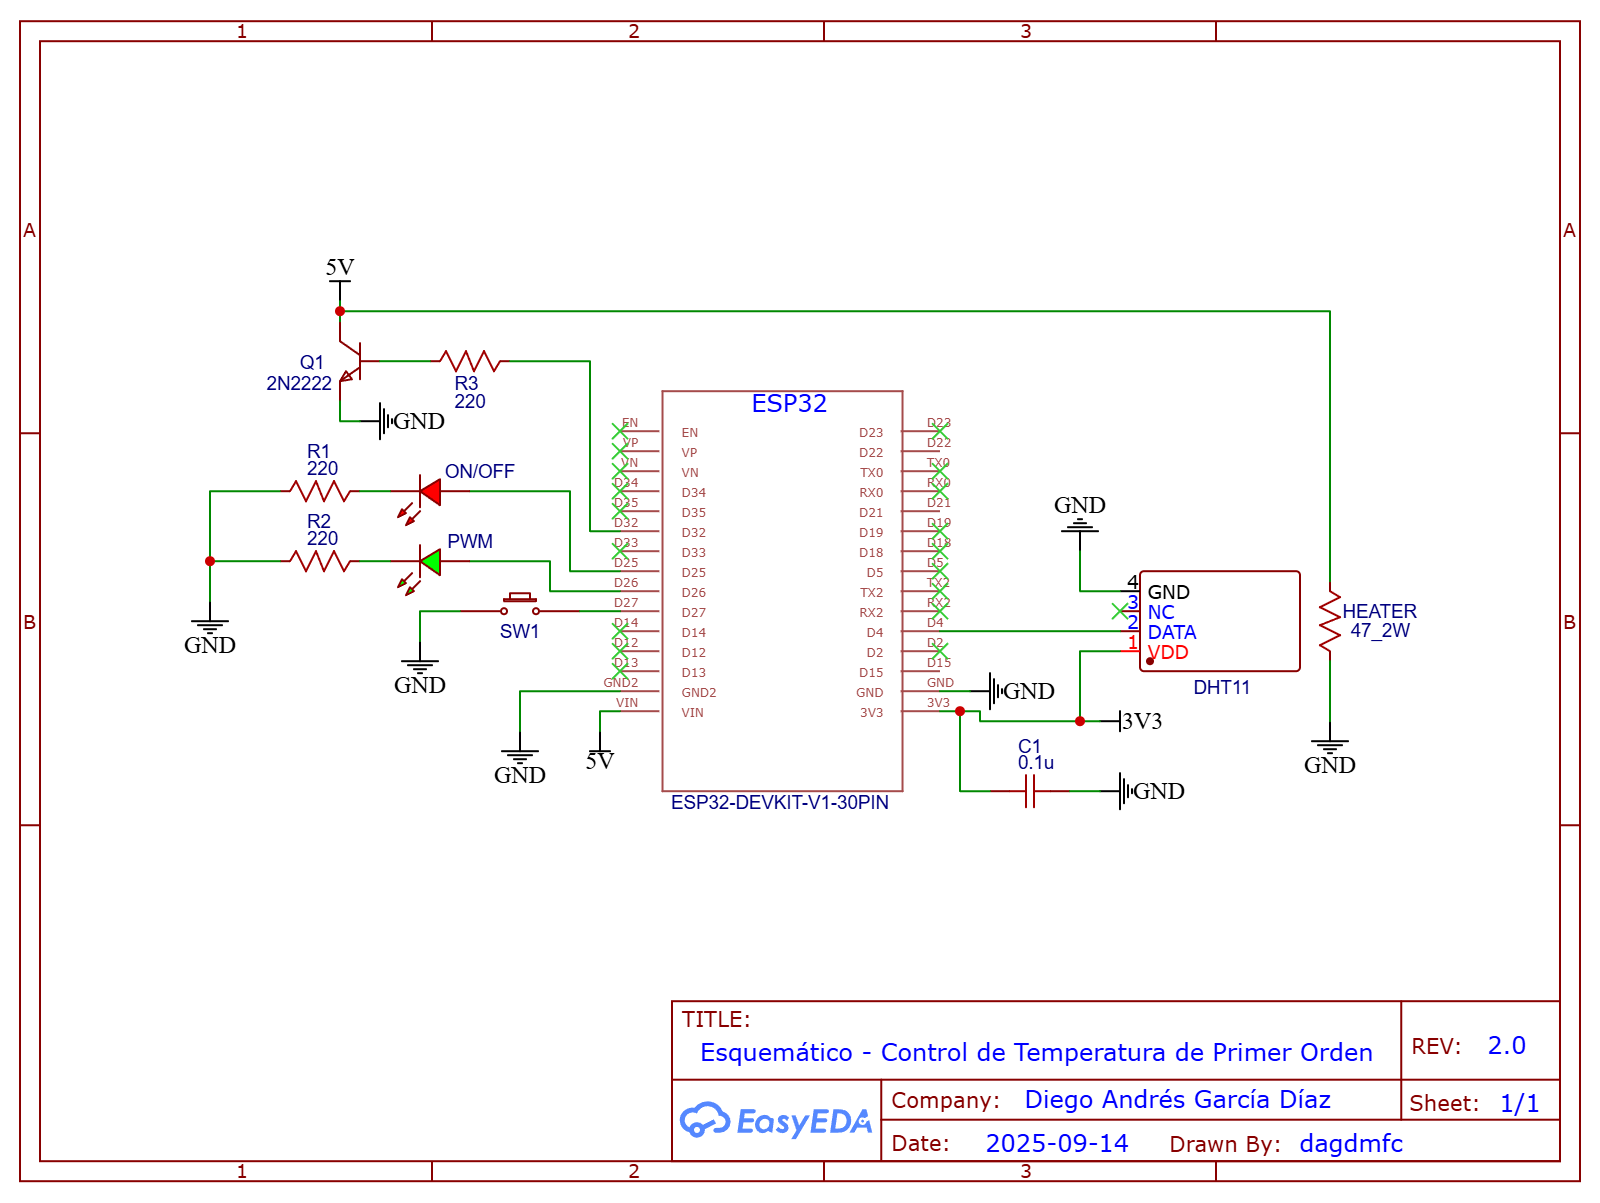 1 2 3
A A
5V
Q1
2N2222
R3
220
GND
R1
220
ON/OFF
R2
220
PWM
GND
SW1
GND
GND
5V
ESP32
EN
VP
VN
D34
D35
D32
D33
D25
D26
D27
D14
D12
D13
GND2
VIN
EN
VP
VN
D34
D35
D32
D33
D25
D26
D27
D14
D12
D13
GND2
VIN
D23
D22
TX0
RX0
D21
D19
D18
D5
TX2
RX2
D4
D2
D15
GND
3V3
D23
D22
TX0
RX0
D21
D19
D18
D5
TX2
RX2
D4
D2
D15
GND
3V3
ESP32-DEVKIT-V1-30PIN
GND
4 GND
3 NC
2 DATA
1 VDD
DHT11
GND
3V3
C1
0.1u
GND
HEATER
47_2W
GND
B B
TITLE:
Esquemático - Control de Temperatura de Primer Orden
REV: 2.0
EasyEDA
Company: Diego Andrés García Díaz
Sheet: 1/1
Date: 2025-09-14 Drawn By: dagdmfc
1 2 3